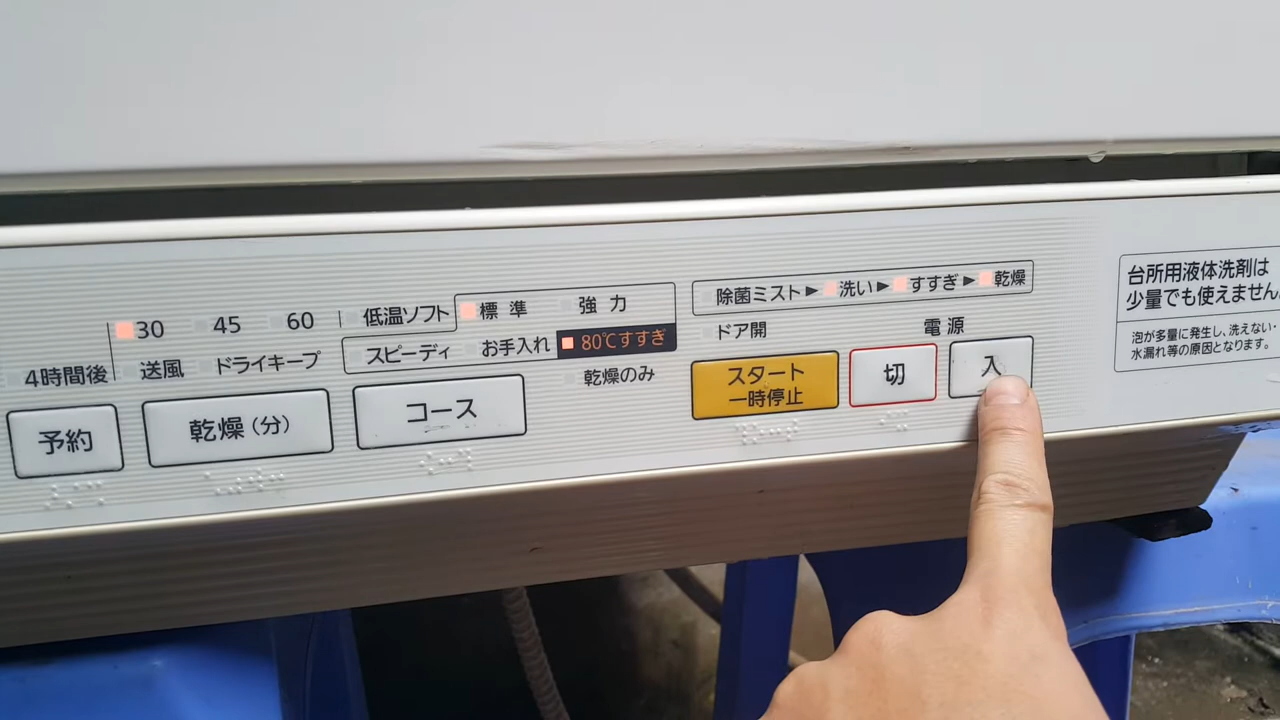 4時間後
30 45 60
送風 ドライキープ
低温ソフト 標準 強力
スピーディ お手入れ 80℃すすぎ
乾燥のみ
予約
乾燥(分)
コース
除菌ミスト▶洗い▶すすぎ▶乾燥
ドア開
電源
スタート
一時停止
切
入
台所用液体洗剤は
少量でも使えません
泡が多量に発生し、洗えない・
水漏れ等の原因となります。